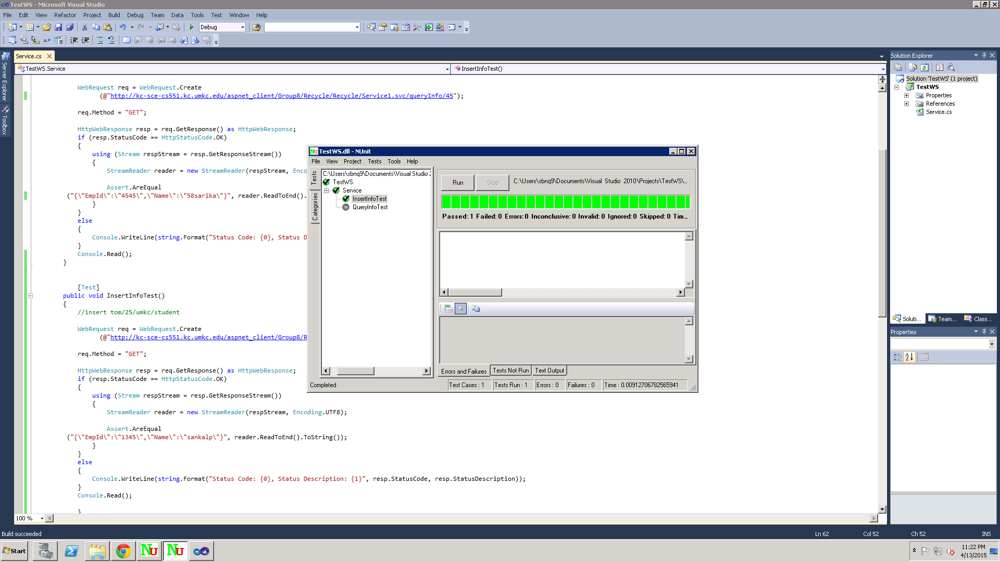 TestWS - Microsoft Visual Studio
File Edit View Refactor Project Build Debug Team Data Tools Test Window Help
Debug
Server Explorer
Toolbox
Service.cs
TestWS.Service
InsertInfoTest()
WebRequest req = WebRequest.Create
(@"http://kc-sce-cs551.kc.umkc.edu/aspnet_client/Group8/Recycle/Recycle/Service1.svc/queryInfo/45");
req.Method = "GET";
HttpWebResponse resp = req.GetResponse() as HttpWebResponse;
if (resp.StatusCode == HttpStatusCode.OK)
{
using (Stream respStream = resp.GetResponseStream())
{
StreamReader reader = new StreamReader(respStream, Enco
Assert.AreEqual
("{\"EmpId\":\"4545\",\"Name\":\"58sarika\"}", reader.ReadToEnd().
}
}
else
{
Console.WriteLine(string.Format("Status Code: {0}, Status D
}
Console.Read();
}
[Test]
public void InsertInfoTest()
{
//insert tom/25/umkc/student
WebRequest req = WebRequest.Create
(@"http://kc-sce-cs551.kc.umkc.edu/aspnet_client/Group8/R
req.Method = "GET";
HttpWebResponse resp = req.GetResponse() as HttpWebResponse;
if (resp.StatusCode == HttpStatusCode.OK)
{
using (Stream respStream = resp.GetResponseStream())
{
StreamReader reader = new StreamReader(respStream, Encoding.UTF8);
Assert.AreEqual
("{\"EmpId\":\"1345\",\"Name\":\"sankalp\"}", reader.ReadToEnd().ToString());
}
}
else
{
Console.WriteLine(string.Format("Status Code: {0}, Status Description: {1}", resp.StatusCode, resp.StatusDescription));
}
Console.Read();
}
100 %
TestWS.dll - NUnit
File View Project Tests Tools Help
Tests
Categories
C:\Users\sbnq9\Documents\Visual Studio 2
TestWS
Service
InsertInfoTest
QueryInfoTest
Run
Stop
C:\Users\sbnq9\Documents\Visual Studio 2010\Projects\TestWS\...
Passed: 1 Failed: 0 Errors: 0 Inconclusive: 0 Invalid: 0 Ignored: 0 Skipped: 0 Tim...
Errors and Failures
Tests Not Run
Text Output
Completed
Test Cases : 1
Tests Run : 1
Errors : 0
Failures : 0
Time : 0.00912706782565941
Solution Explorer
Solution 'TestWS' (1 project)
TestWS
Properties
References
Service.cs
Soluti...
Team...
Class...
Properties
Build succeeded
Ln 62
Col 52
Ch 52
INS
Start
11:22 PM
4/13/2015